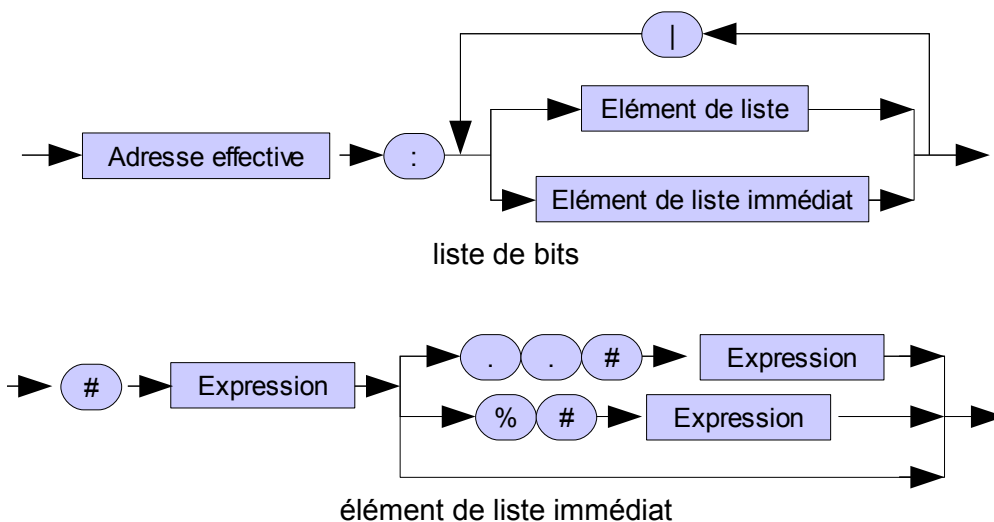 |
Elément de liste
Adresse effective :
Elément de liste immédiat
liste de bits
. . # Expression
# Expression
% # Expression
élément de liste immédiat